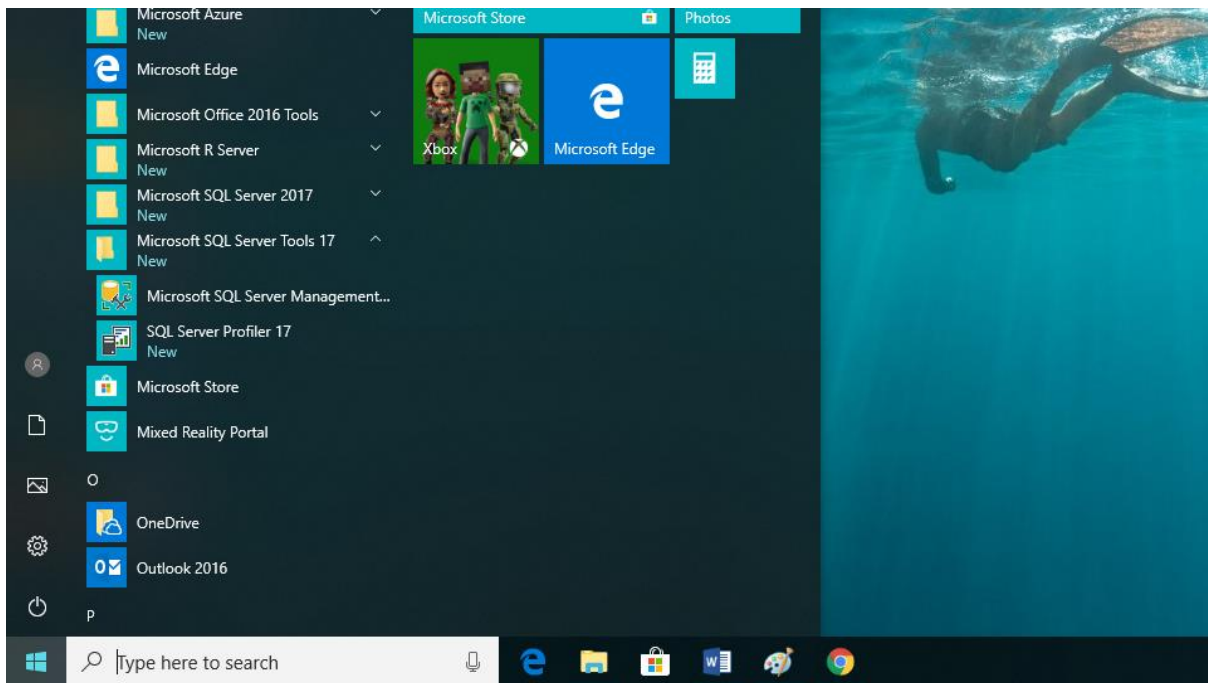 Microsoft Azure
New
Microsoft Edge
Microsoft Office 2016 Tools
Microsoft R Server
New
Microsoft SQL Server 2017
New
Microsoft SQL Server Tools 17
New
Microsoft SQL Server Management...
SQL Server Profiler 17
New
Microsoft Store
Mixed Reality Portal
O
OneDrive
Outlook 2016
P
Microsoft Store
Photos
Xbox
Microsoft Edge
Type here to search